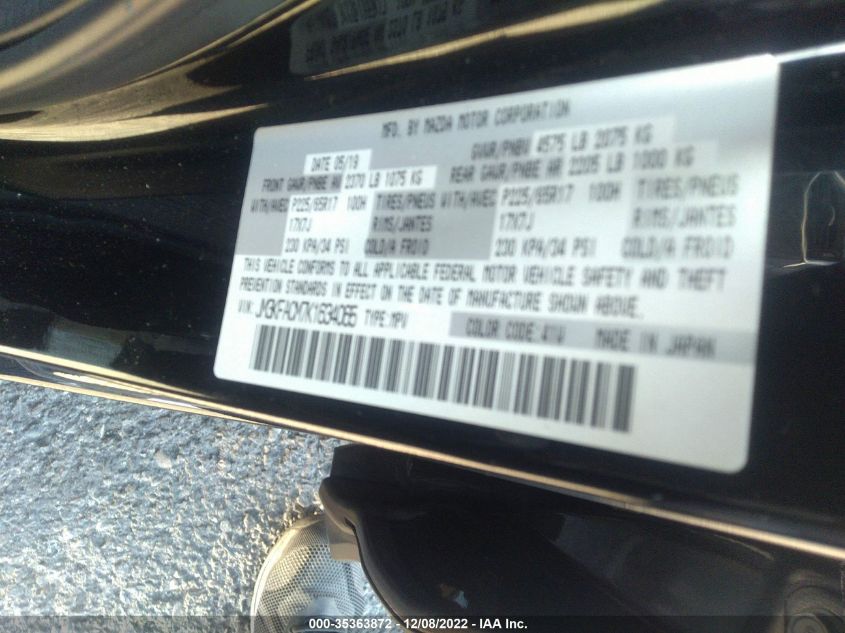 MFD. BY MAZDA MOTOR CORPORATION
DATE 05/19 GVWR/PNBV 4575 LB 2075 KG
FRONT GAWR/PNBE AV 2370 LB 1075 KG REAR GAWR/PNBE AR 2205 LB 1000 KG
WITH/AVEC P225/65R17 100H TIRES/PNEUS WITH/AVEC P225/65R17 100H TIRES/PNEUS
17X7J RIMS/JANTES 17X7J RIMS/JANTES
230 KPA/34 PSI COLD/A FROID 230 KPA/34 PSI COLD/A FROID
THIS VEHICLE CONFORMS TO ALL APPLICABLE FEDERAL MOTOR VEHICLE SAFETY AND THEFT
PREVENTION STANDARDS IN EFFECT ON THE DATE OF MANUFACTURE SHOWN ABOVE.
VIN: JM3KFACM7K1634065 TYPE: MPV COLOR CODE: 41W MADE IN JAPAN
000-35363872 - 12/08/2022 - IAA Inc.